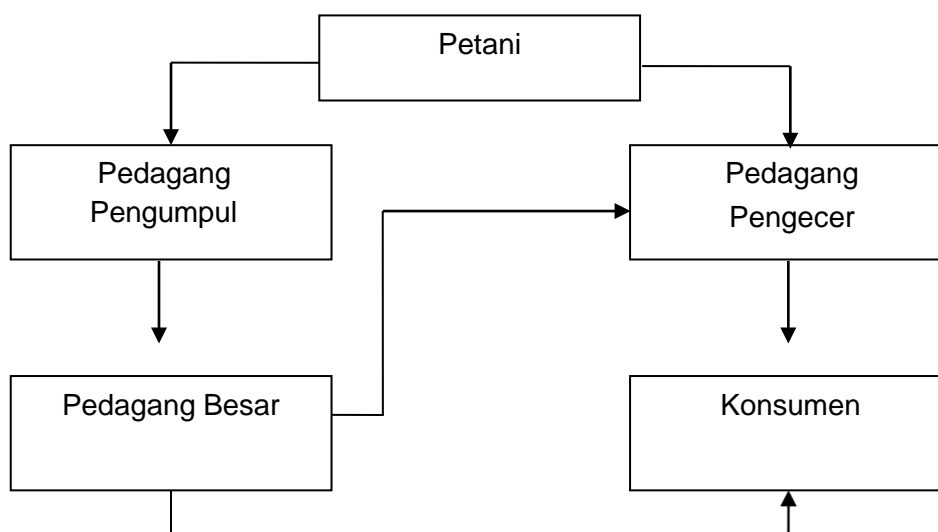 Petani
Pedagang
Pengumpul
Pedagang
Pengecer
Pedagang Besar
Konsumen